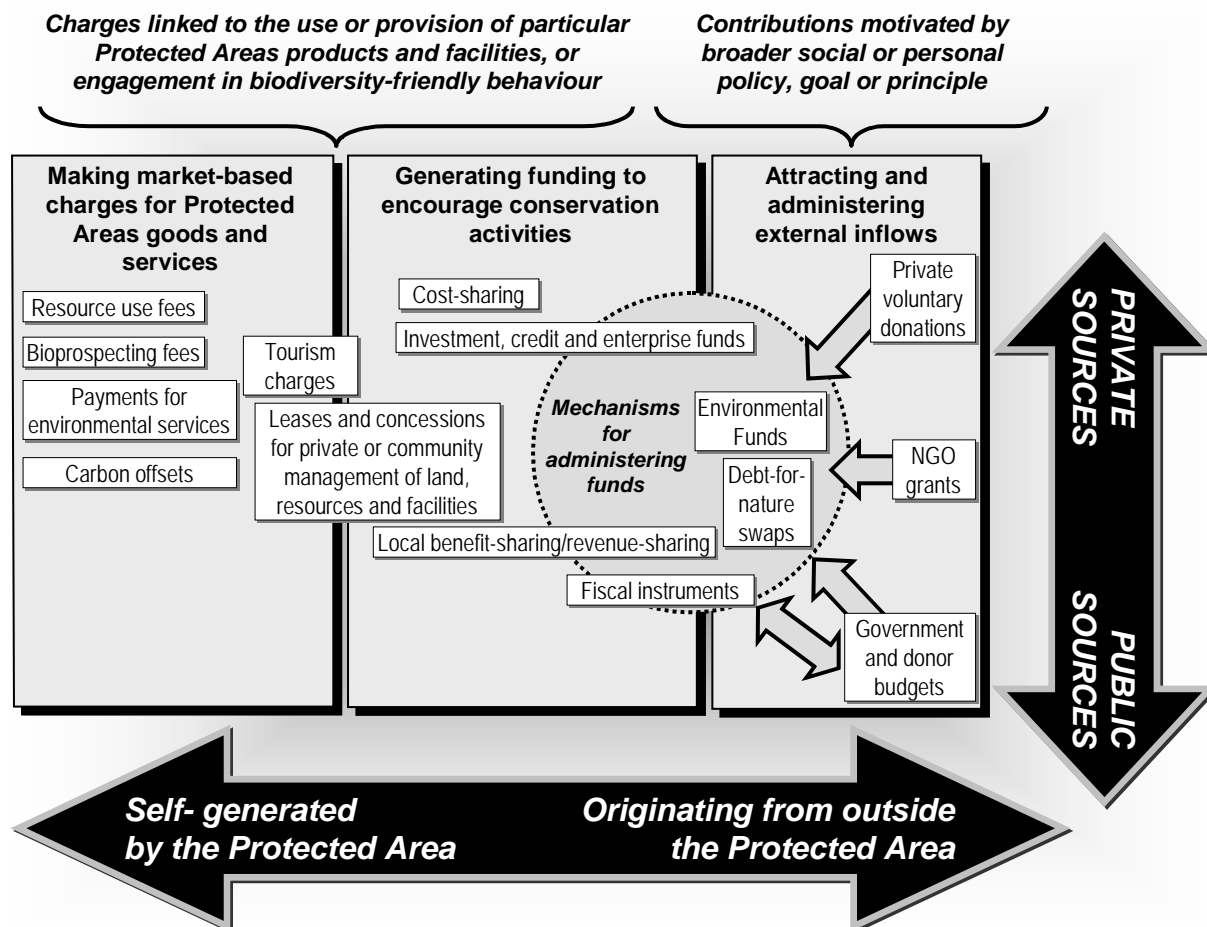 Charges linked to the use or provision of particular
Protected Areas products and facilities, or
engagement in biodiversity-friendly behaviour
Contributions motivated by
broader social or personal
policy, goal or principle
Making market-based
charges for Protected
Areas goods and
services
Resource use fees
Bioprospecting fees
Payments for
environmental services
Carbon offsets
Tourism
charges
Leases and concessions
for private or community
management of land,
resources and facilities
Generating funding to
encourage conservation
activities
Cost-sharing
Investment, credit and enterprise funds
Mechanisms
for
administering
funds
Local benefit-sharing/revenue-sharing
Fiscal instruments
Attracting and
administering
external inflows
Private
voluntary
donations
Environmental
Funds
Debt-for-
nature
swaps
NGO
grants
Government
and donor
budgets
PRIVATE
SOURCES
PUBLIC
SOURCES
Self- generated
by the Protected Area
Originating from outside
the Protected Area